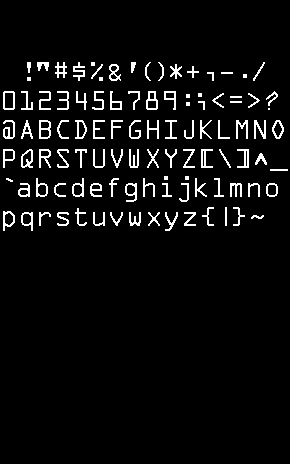 !"#$%&'()*+,-./
0123456789:;<=>?
@ABCDEFGHIJKLMNO
PQRSTUVWXYZ[\]^_
`abcdefghijklmno
pqrstuvwxyz{|}~